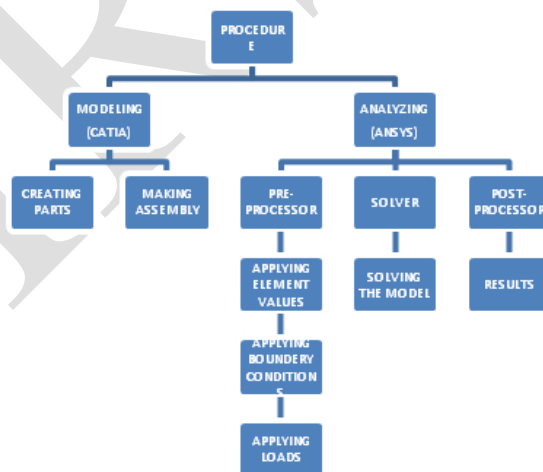 PROCEDUR
E
MODELING
(CATIA)
ANALYZING
(ANSYS)
CREATING
PARTS
MAKING
ASSEMBLY
PRE-
PROCESSOR
SOLVER
POST-
PROCESSOR
APPLYING
ELEMENT
VALUES
SOLVING
THE MODEL
RESULTS
APPLYING
BOUNDERY
CONDITION
S
APPLYING
LOADS